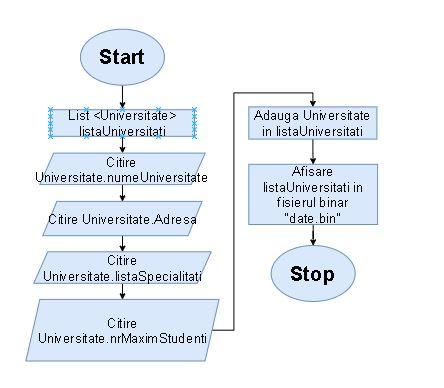 Start
List <Universitate>
listaUniversitati
Citire
Universitate.numeUniversitate
Citire Universitate.Adresa
Citire
Universitate.listaSpecialitați
Citire
Universitate.nrMaximStudenti
Adauga Universitate
in listaUniversitati
Afisare
listaUniversitati in
fisierul binar
"date.bin"
Stop